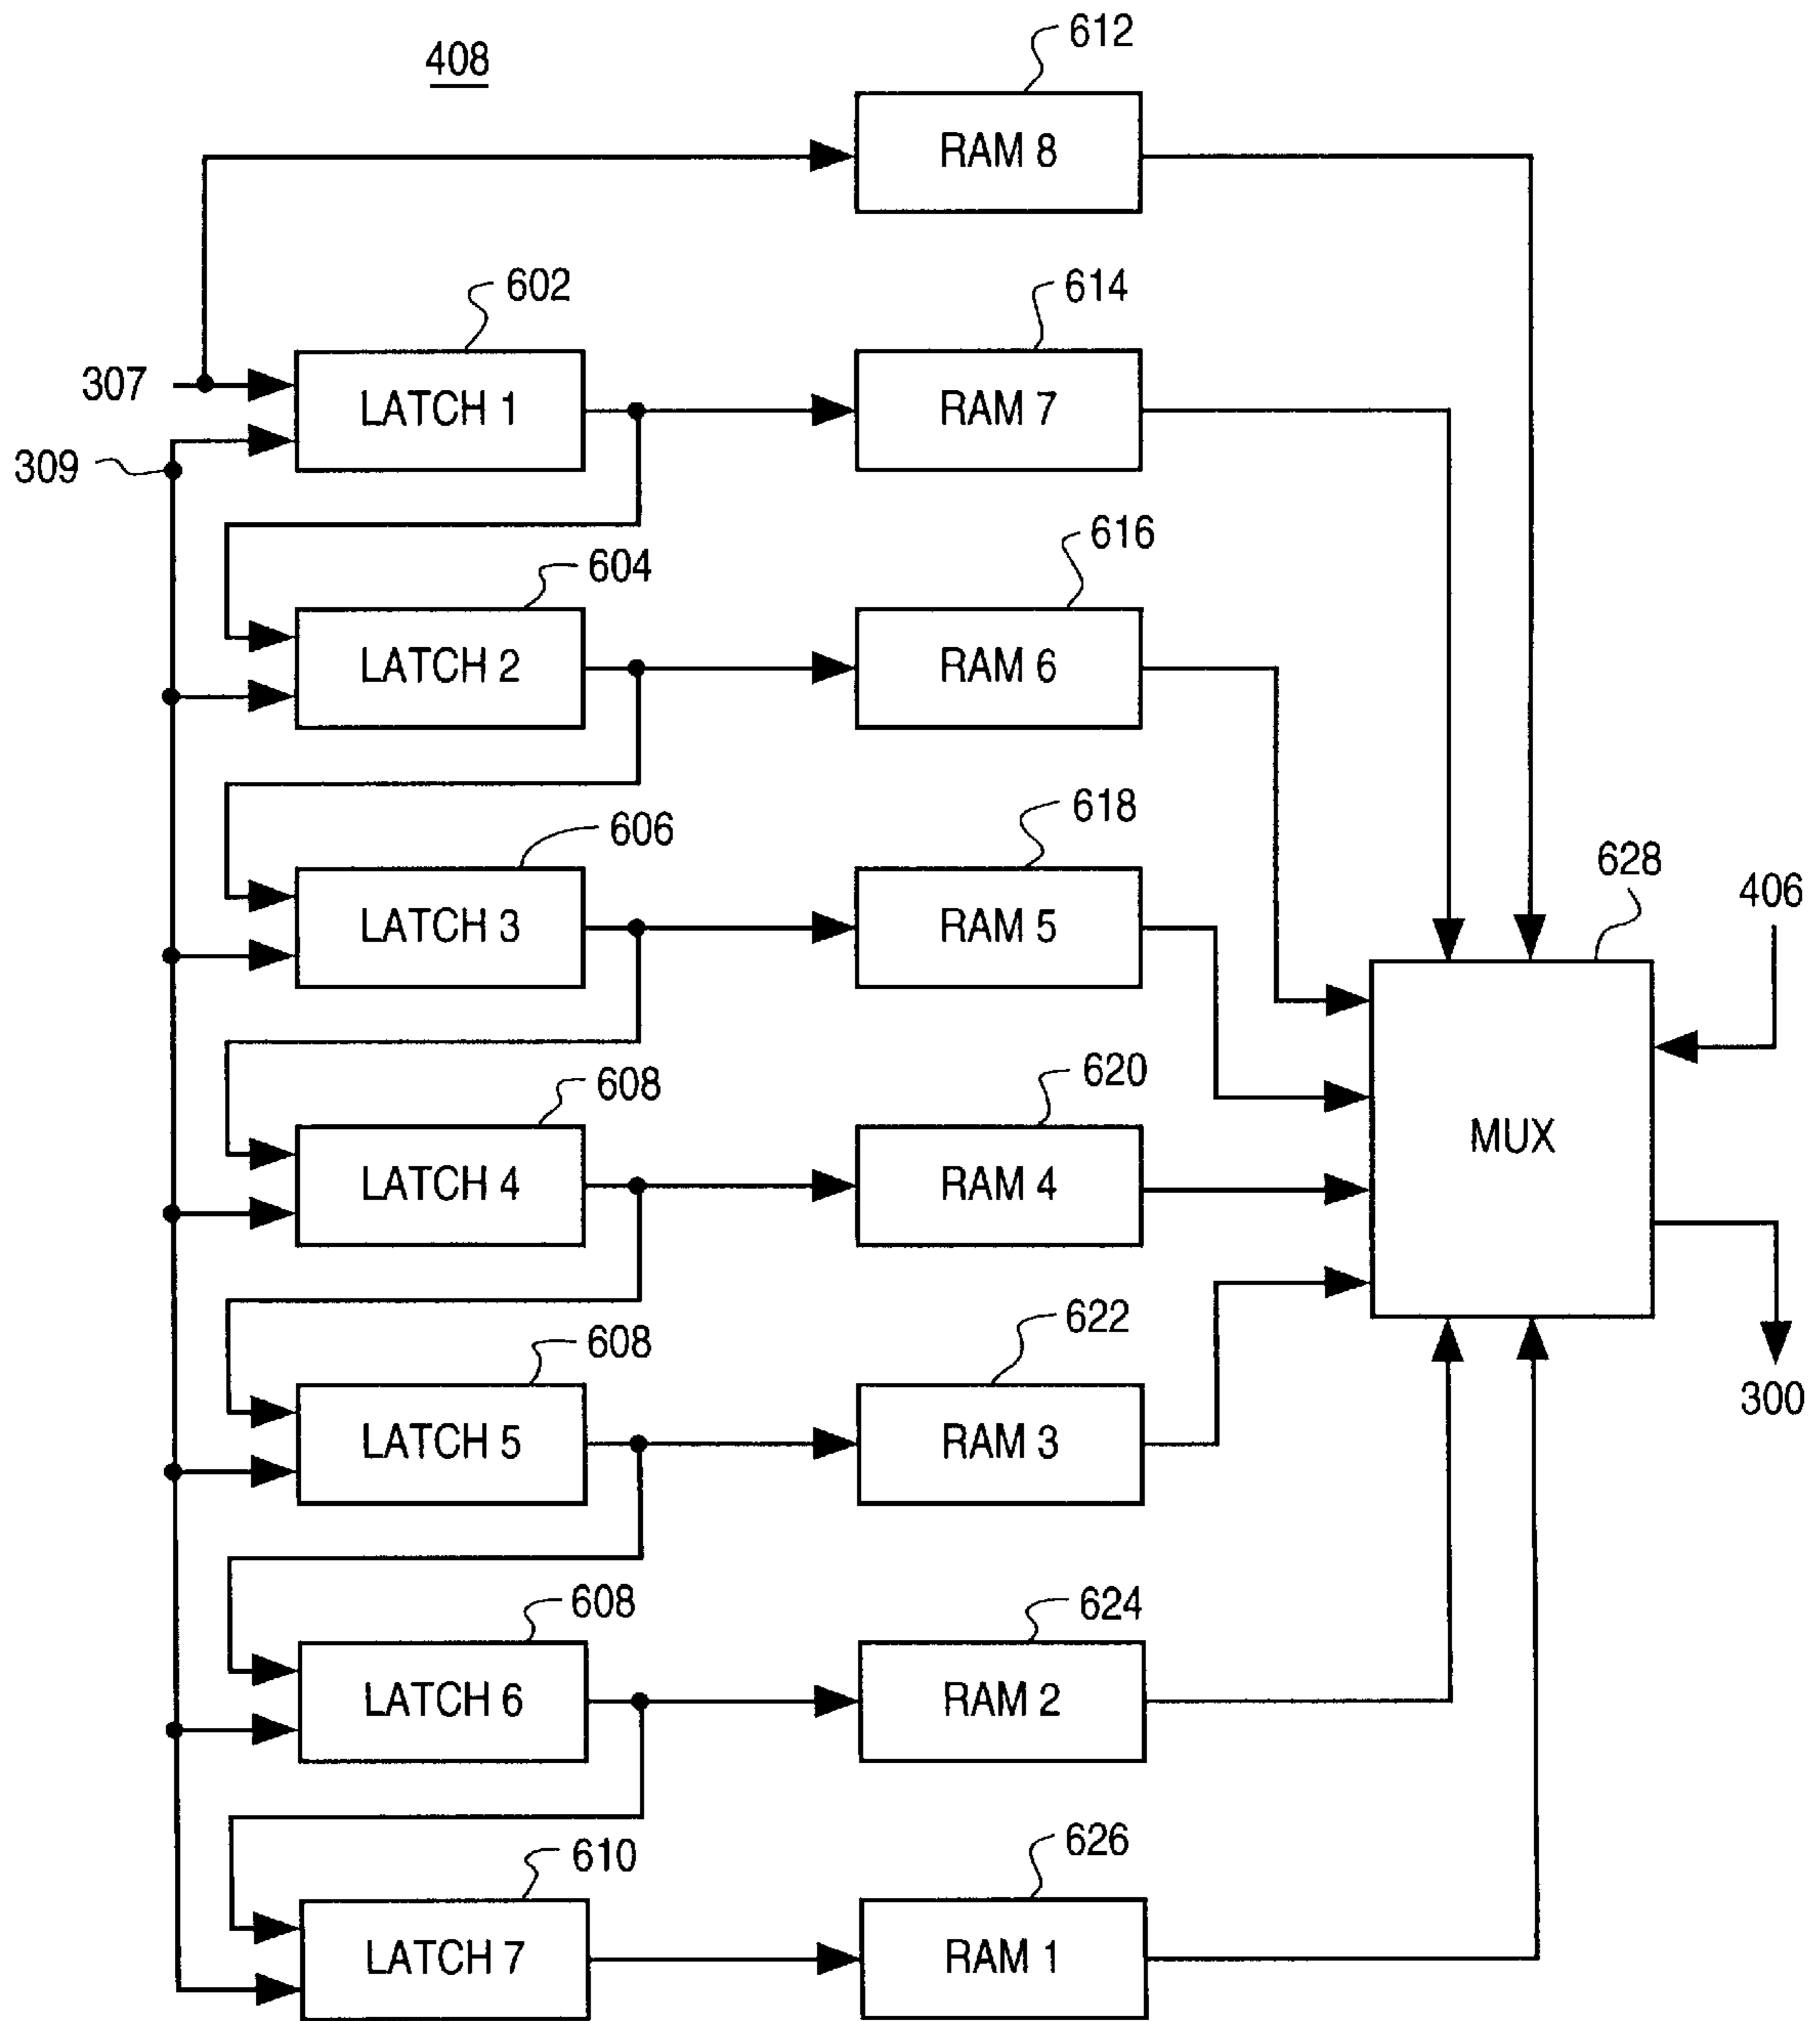 408
612
RAM 8
602
614
307
LATCH 1
RAM 7
309
604
616
LATCH 2
RAM 6
606
618
LATCH 3
RAM 5
628
406
608
620
LATCH 4
RAM 4
MUX
608
622
LATCH 5
RAM 3
300
608
624
LATCH 6
RAM 2
610
626
LATCH 7
RAM 1